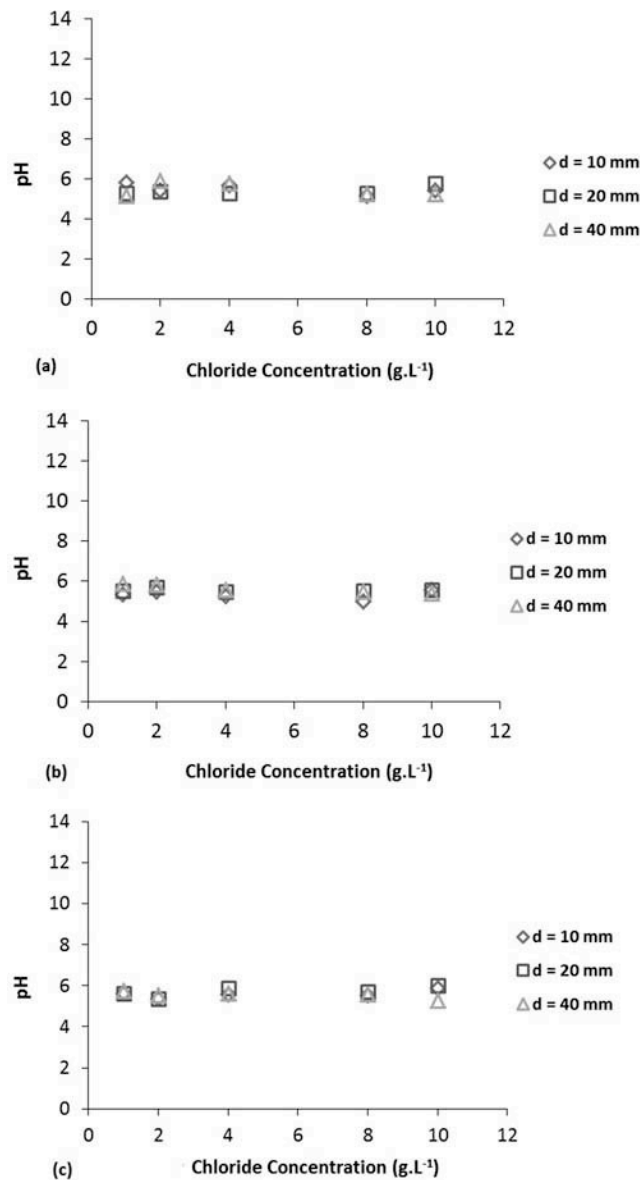 14
12
10
8
6
4
2
0
pH
0 2 4 6 8 10 12
Chloride Concentration (g.L⁻¹)
(a)
d = 10 mm
d = 20 mm
d = 40 mm
14
12
10
8
6
4
2
0
pH
0 2 4 6 8 10 12
Chloride Concentration (g.L⁻¹)
(b)
d = 10 mm
d = 20 mm
d = 40 mm
14
12
10
8
6
4
2
0
pH
0 2 4 6 8 10 12
Chloride Concentration (g.L⁻¹)
(c)
d = 10 mm
d = 20 mm
d = 40 mm